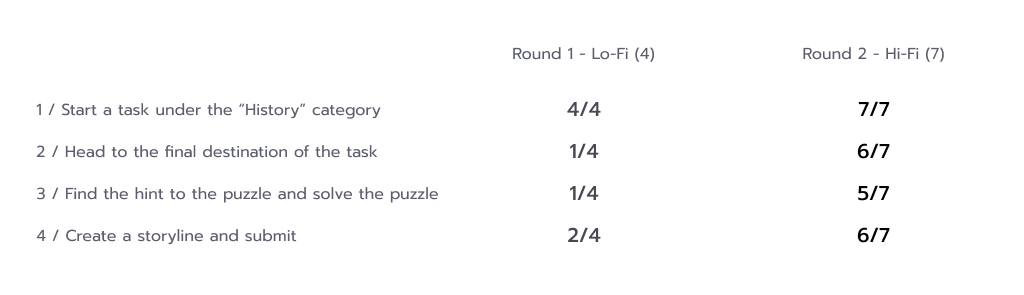 Round 1 - Lo-Fi (4) Round 2 - Hi-Fi (7)
1 / Start a task under the “History” category 4/4 7/7
2 / Head to the final destination of the task 1/4 6/7
3 / Find the hint to the puzzle and solve the puzzle 1/4 5/7
4 / Create a storyline and submit 2/4 6/7